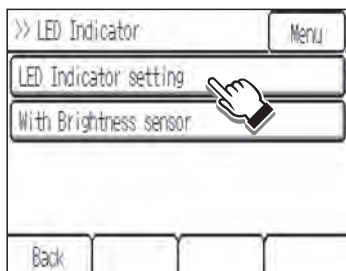 >> LED Indicator
Menu
LED Indicator setting
With Brightness sensor
Back